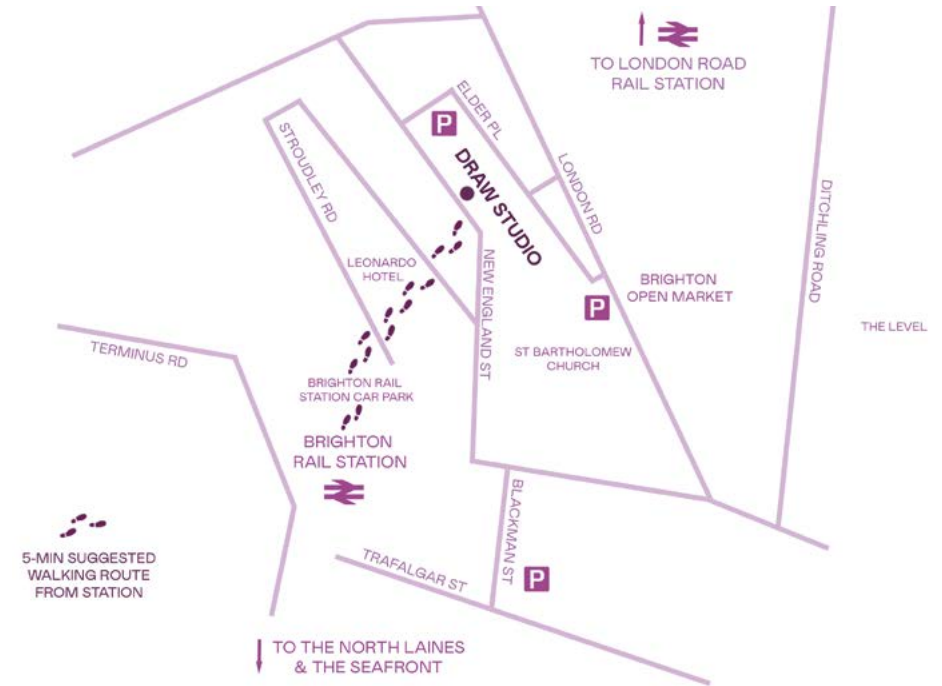 TO LONDON ROAD
RAIL STATION
P
ELDER PL
DRAW STUDIO
STROUDLEY RD
LONDON RD
DITCHLING ROAD
LEONARDO
HOTEL
NEW ENGLAND ST
BRIGHTON
OPEN MARKET
P
THE LEVEL
TERMINUS RD
ST BARTHOLOMEW
CHURCH
BRIGHTON RAIL
STATION CAR PARK
BRIGHTON
RAIL STATION
BLACKMAN ST
P
TRAFALGAR ST
5-MIN SUGGESTED
WALKING ROUTE
FROM STATION
TO THE NORTH LAINES
& THE SEAFRONT